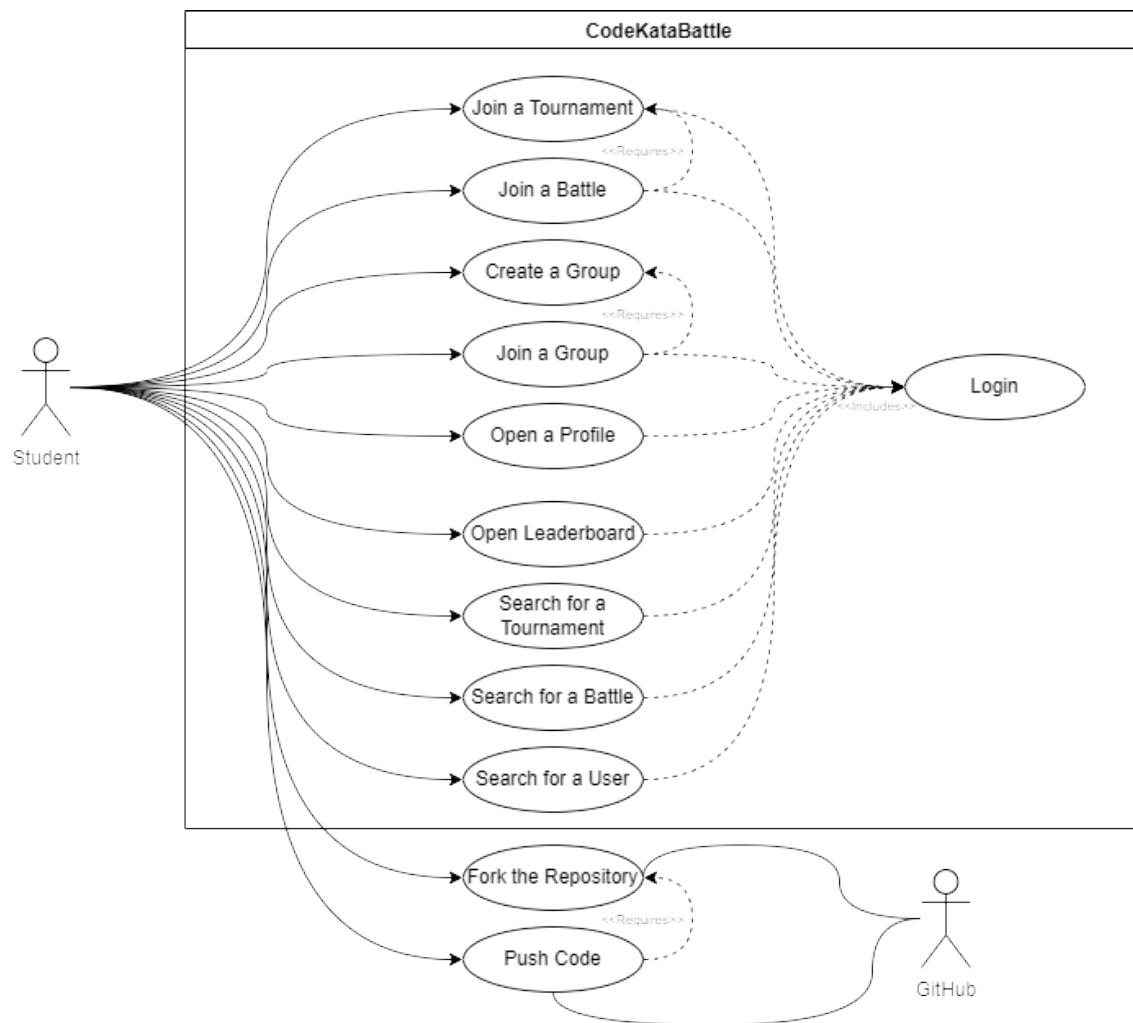 CodeKataBattle
Join a Tournament
<<Requires>>
Join a Battle
Create a Group
<<Requires>>
Join a Group
Login
<<Includes>>
Open a Profile
Student
Open Leaderboard
Search for a
Tournament
Search for a Battle
Search for a User
Fork the Repository
<<Requires>>
Push Code
GitHub